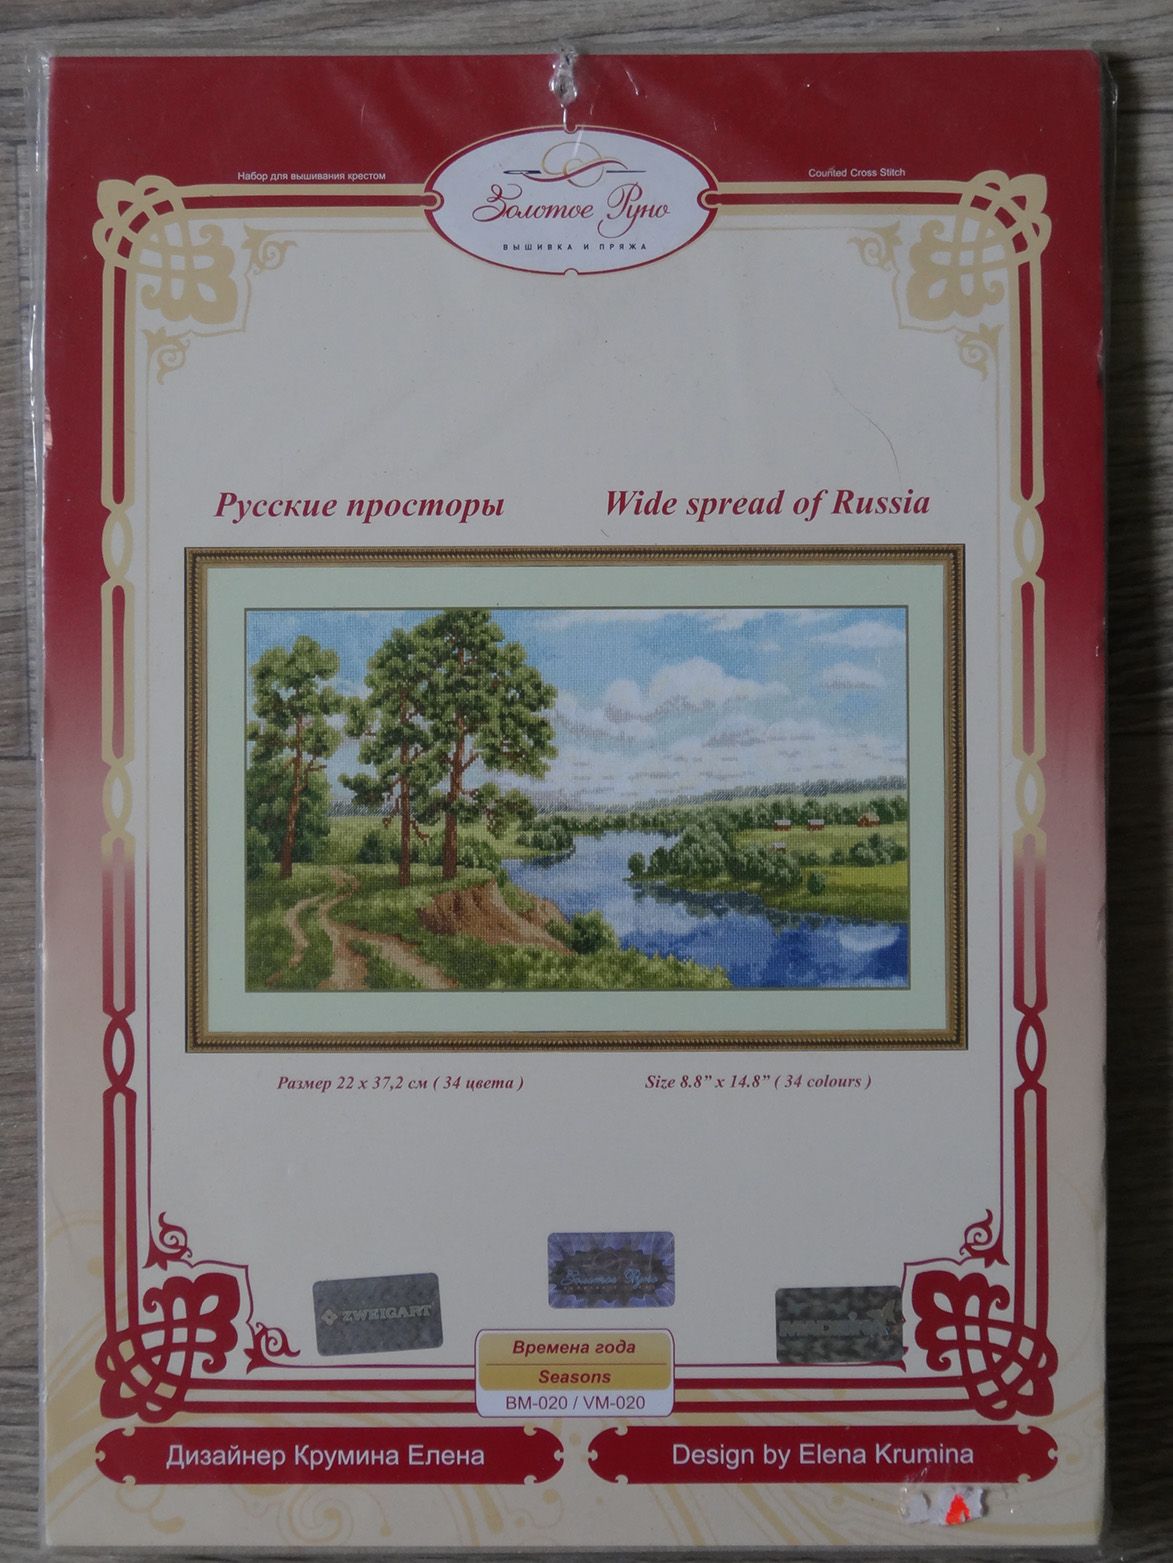 Набор для вышивания крестом
Counted Cross Stitch
Золотое Руно
ВЫШИВКА И ПРЯЖА
Русские просторы
Wide spread of Russia
Размер 22 х 37,2 см ( 34 цвета )
Size 8.8” x 14.8” ( 34 colours )
Золотое Руно
ZWEIGART
Времена года
Seasons
ВМ-020 / VM-020
Дизайнер Крумина Елена
Design by Elena Krumina